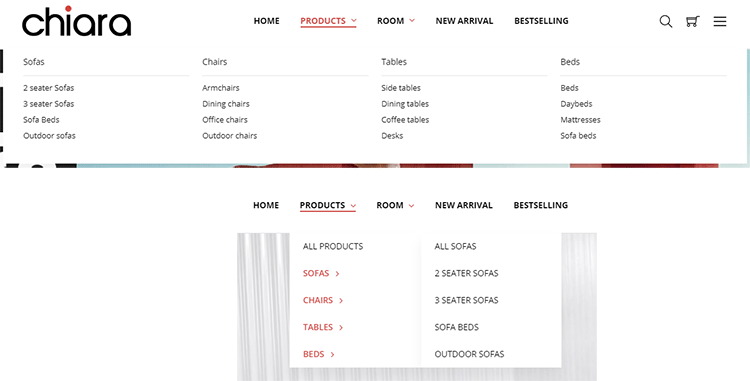 chiara HOME PRODUCTS ROOM NEW ARRIVAL BESTSELLING
Sofas Chairs Tables Beds
2 seater Sofas Armchairs Side tables Beds
3 seater Sofas Dining chairs Dining tables Daybeds
Sofa Beds Office chairs Coffee tables Mattresses
Outdoor sofas Outdoor chairs Desks Sofa beds
HOME PRODUCTS ROOM NEW ARRIVAL BESTSELLING
ALL PRODUCTS ALL SOFAS
SOFAS > 2 SEATER SOFAS
CHAIRS > 3 SEATER SOFAS
TABLES > SOFA BEDS
BEDS > OUTDOOR SOFAS